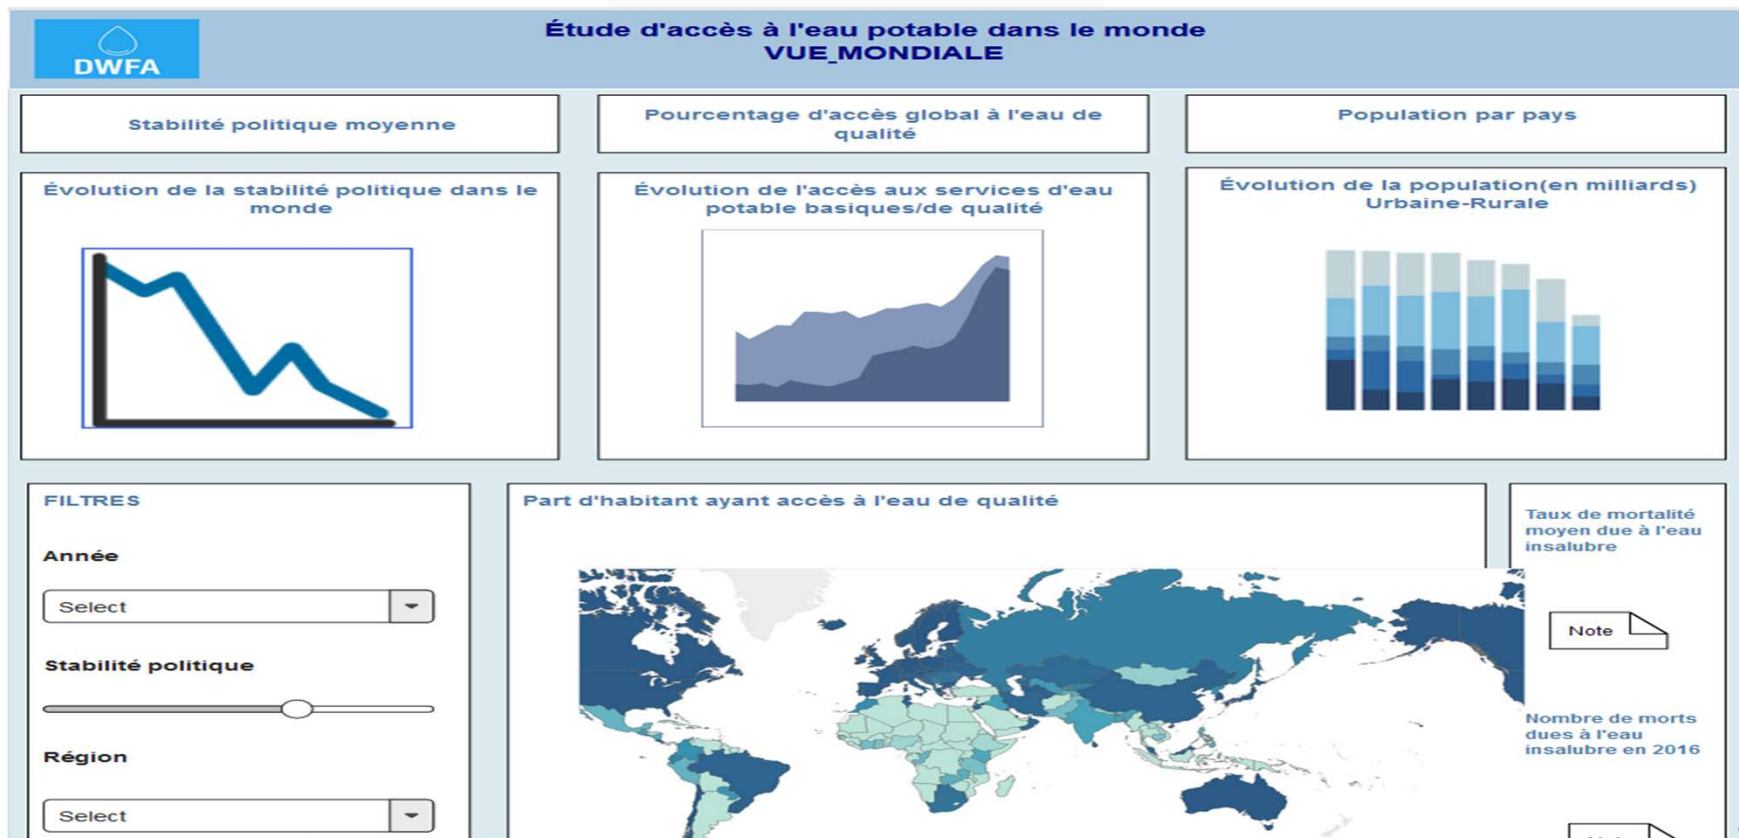 DWFA
Étude d'accès à l'eau potable dans le monde
VUE_MONDIALE
Stabilité politique moyenne
Pourcentage d'accès global à l'eau de
qualité
Population par pays
Évolution de la stabilité politique dans le
monde
Évolution de l'accès aux services d'eau
potable basiques/de qualité
Évolution de la population(en milliards)
Urbaine-Rurale
FILTRES
Année
Select
Stabilité politique
Région
Select
Part d'habitant ayant accès à l'eau de qualité
Taux de mortalité
moyen due à l'eau
insalubre
Note
Nombre de morts
dues à l'eau
insalubre en 2016